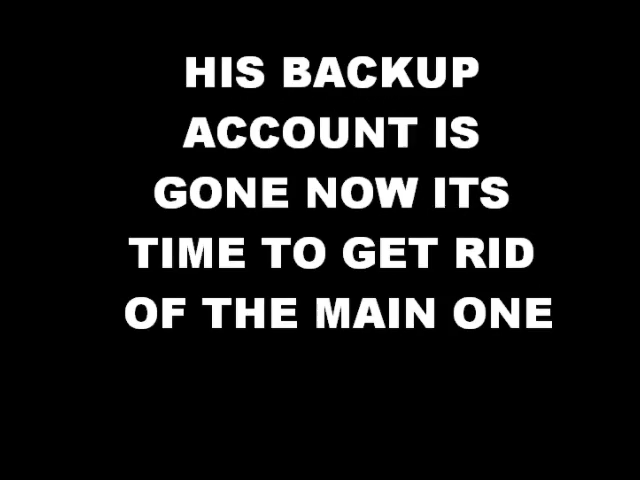 HIS BACKUP
ACCOUNT IS
GONE NOW ITS
TIME TO GET RID
OF THE MAIN ONE